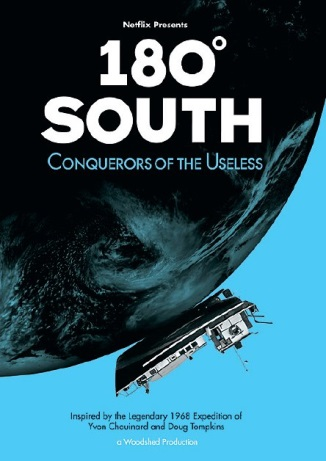 Netflix Presents
180°
SOUTH
CONQUERORS OF THE USELESS
Inspired by the Legendary 1968 Expedition of
Yvon Chouinard and Doug Tompkins
a Woodshed Production